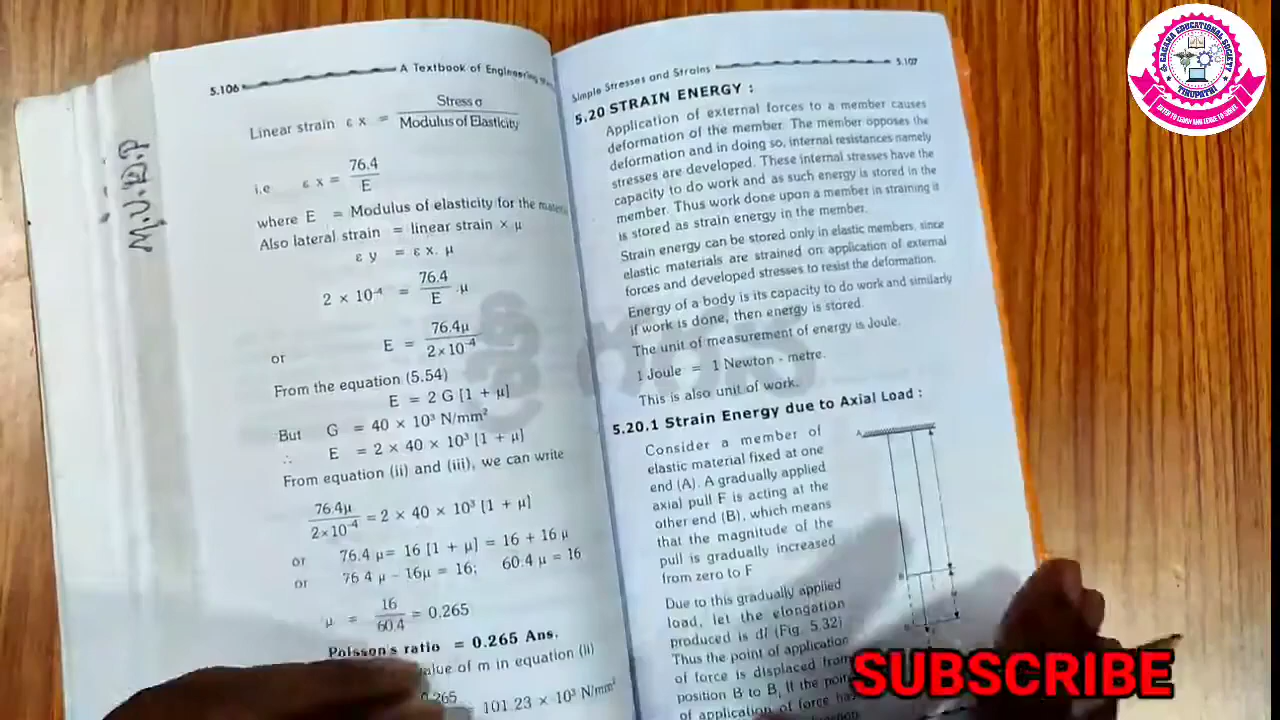 5.106
A Textbook of Engineering
Linear strain ε x = Stress σ / Modulus of Elasticity
i.e ε x = 76.4 / E
where E = Modulus of elasticity for the
Also lateral strain = linear strain × μ
ε y = ε x. μ
2 × 10⁻⁴ = 76.4 / E .μ
or E = 76.4μ / 2×10⁻⁴
From the equation (5.54)
E = 2 G [1 + μ]
But G = 40 × 10³ N/mm²
∴ E = 2 × 40 × 10³ [1 + μ]
From equation (ii) and (iii), we can write
76.4μ / 2×10⁻⁴ = 2 × 40 × 10³ [1 + μ]
or 76.4 μ= 16 [1 + μ] = 16 + 16 μ
or 76 4 μ - 16μ = 16; 60.4 μ = 16
μ = 16 / 60.4 = 0.265
Poisson's ratio = 0.265 Ans.
value of m in equation (ii)
0.265
101.23 × 10³ N/mm²
M.U.D.P
Simple Stresses and Strains
5.107
5.20 STRAIN ENERGY :
Application of external forces to a member causes
deformation of the member. The member opposes the
deformation and in doing so, internal resistances namely
stresses are developed. These internal stresses have the
capacity to do work and as such energy is stored in the
member. Thus work done upon a member in straining it
is stored as strain energy in the member.
Strain energy can be stored only in elastic members, since
elastic materials are strained on application of external
forces and developed stresses to resist the deformation.
Energy of a body is its capacity to do work and similarly
if work is done, then energy is stored.
The unit of measurement of energy is Joule.
1 Joule = 1 Newton - metre.
This is also unit of work.
5.20.1 Strain Energy due to Axial Load :
Consider a member of
elastic material fixed at one
end (A). A gradually applied
axial pull F is acting at the
other end (B), which means
that the magnitude of the
pull is gradually increased
from zero to F
Due to this gradually applied
load, let the elongation
produced is dl (Fig. 5.32)
Thus the point of application
of force is displaced from
position B to B, If the point
of application of force has
A
B
SUBSCRIBE
GAGANA EDUCATIONAL SOCIETY
TIRUPATHI